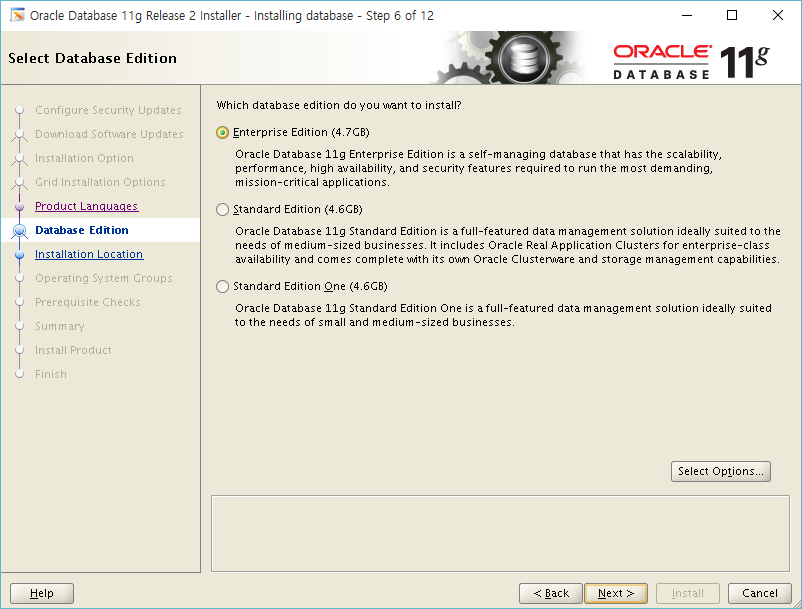 Oracle Database 11g Release 2 Installer - Installing database - Step 6 of 12
Select Database Edition
ORACLE
DATABASE
11g
Configure Security Updates
Download Software Updates
Installation Option
Grid Installation Options
Product Languages
Database Edition
Installation Location
Operating System Groups
Prerequisite Checks
Summary
Install Product
Finish
Which database edition do you want to install?
Enterprise Edition (4.7GB)
Oracle Database 11g Enterprise Edition is a self-managing database that has the scalability,
performance, high availability, and security features required to run the most demanding,
mission-critical applications.
Standard Edition (4.6GB)
Oracle Database 11g Standard Edition is a full-featured data management solution ideally suited to the
needs of medium-sized businesses. It includes Oracle Real Application Clusters for enterprise-class
availability and comes complete with its own Oracle Clusterware and storage management capabilities.
Standard Edition One (4.6GB)
Oracle Database 11g Standard Edition One is a full-featured data management solution ideally suited
to the needs of small and medium-sized businesses.
Select Options...
Help
< Back
Next >
Install
Cancel